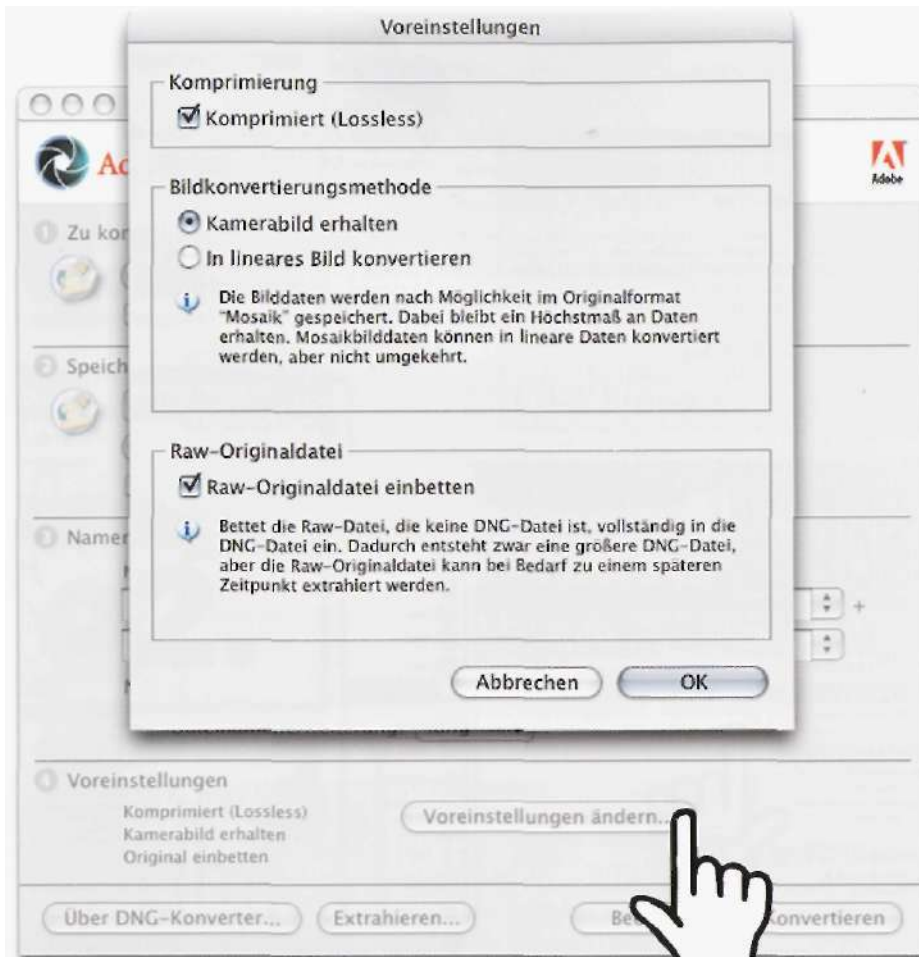 Voreinstellungen
Komprimierung
Komprimiert (Lossless)
Adobe
Bildkonvertierungsmethode
Kamerabild erhalten
In lineares Bild konvertieren
Die Bilddaten werden nach Möglichkeit im Originalformat
"Mosaik" gespeichert. Dabei bleibt ein Höchstmaß an Daten
erhalten. Mosaikbilddaten können in lineare Daten konvertiert
werden, aber nicht umgekehrt.
1 Zu
2
Raw-Originaldatei
Raw-Originaldatei einbetten
Bettet die Raw-Datei, die keine DNG-Datei ist, vollständig in die
DNG-Datei ein. Dadurch entsteht zwar eine größere DNG-Datei,
aber die Raw-Originaldatei kann bei Bedarf zu einem späteren
Zeitpunkt extrahiert werden.
3
+
Abbrechen OK
4 Voreinstellungen
Komprimiert (Lossless)
Kamerabild erhalten
Original einbetten
Voreinstellungen ändern...
Über DNG-Konverter... Extrahieren... Konvertieren